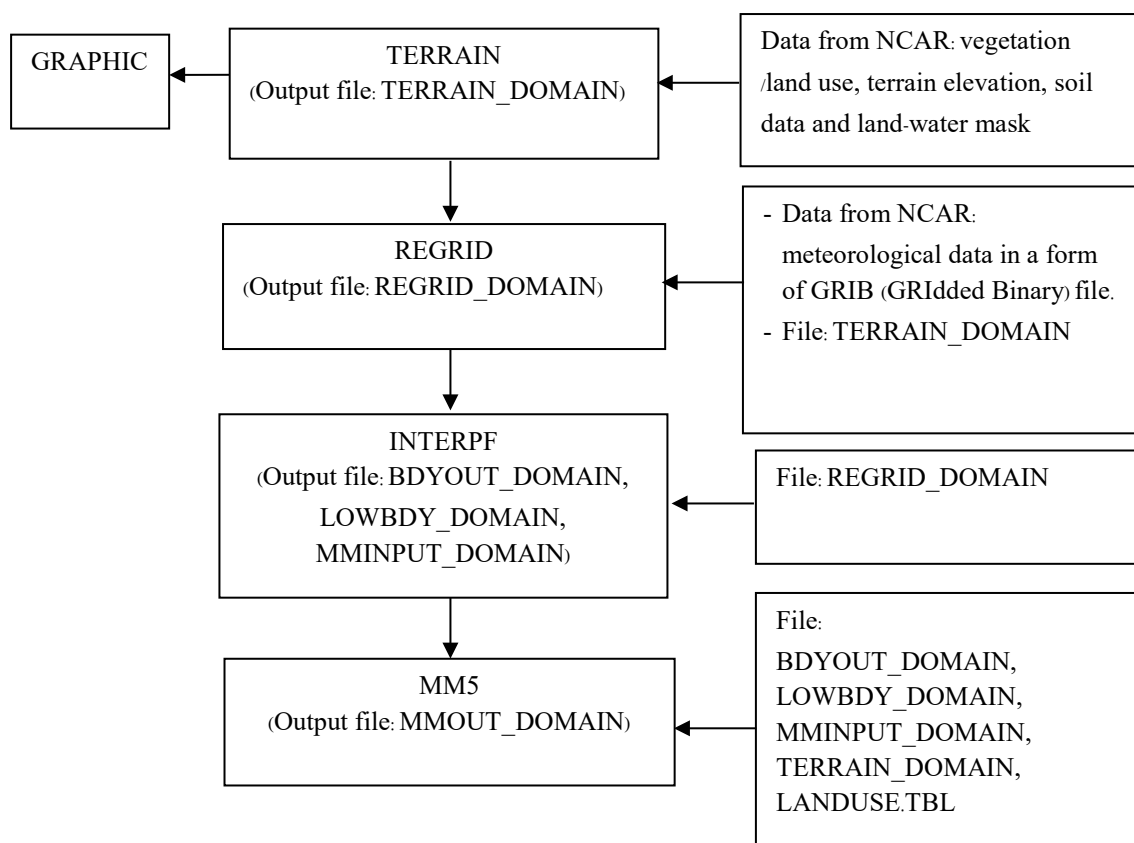 GRAPHIC
TERRAIN
(Output file: TERRAIN_DOMAIN)
Data from NCAR: vegetation
/land use, terrain elevation, soil
data and land-water mask
REGRID
(Output file: REGRID_DOMAIN)
- Data from NCAR:
meteorological data in a form
of GRIB (GRIdded Binary) file.
- File: TERRAIN_DOMAIN
INTERPF
(Output file: BDYOUT_DOMAIN,
LOWBDY_DOMAIN,
MMINPUT_DOMAIN)
File: REGRID_DOMAIN
MM5
(Output file: MMOUT_DOMAIN)
File:
BDYOUT_DOMAIN,
LOWBDY_DOMAIN,
MMINPUT_DOMAIN,
TERRAIN_DOMAIN,
LANDUSE.TBL